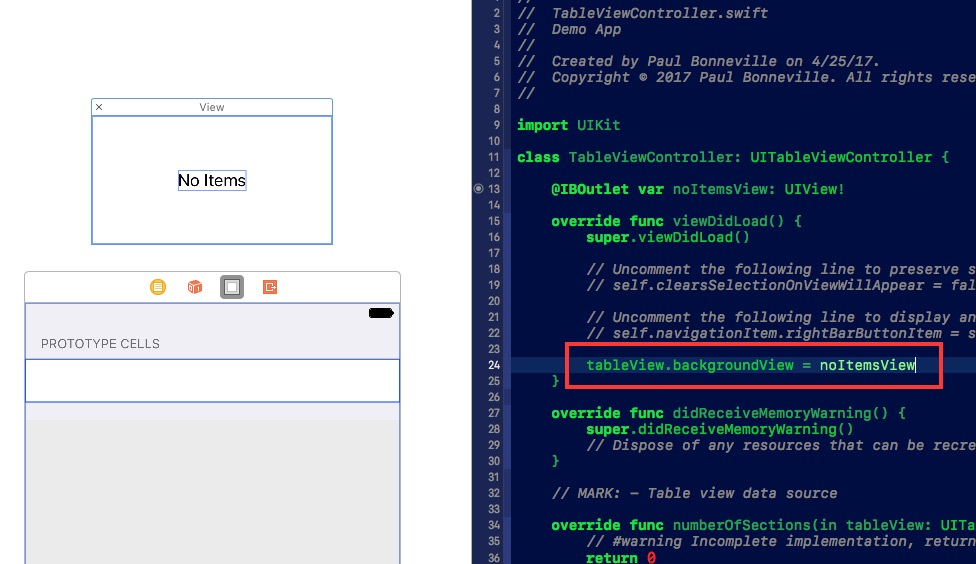 View
No Items
PROTOTYPE CELLS
1 //
2 //  TableViewController.swift
3 //  Demo App
4 //
5 //  Created by Paul Bonneville on 4/25/17.
6 //  Copyright © 2017 Paul Bonneville. All rights rese
7 //
8
9 import UIKit
10
11 class TableViewController: UITableViewController {
12
13     @IBOutlet var noItemsView: UIView!
14
15     override func viewDidLoad() {
16         super.viewDidLoad()
17
18         // Uncomment the following line to preserve s
19         // self.clearsSelectionOnViewWillAppear = fal
20
21         // Uncomment the following line to display an
22         // self.navigationItem.rightBarButtonItem = s
23
24         tableView.backgroundView = noItemsView
25     }
26
27     override func didReceiveMemoryWarning() {
28         super.didReceiveMemoryWarning()
29         // Dispose of any resources that can be recre
30     }
31
32     // MARK: - Table view data source
33
34     override func numberOfSections(in tableView: UITa
35         // #warning Incomplete implementation, return
36         return 0